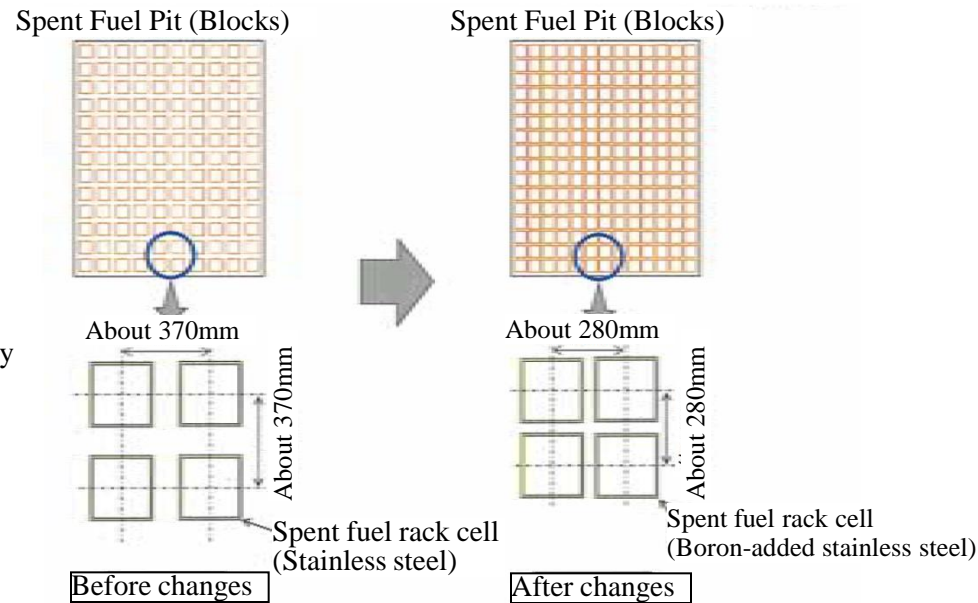 Spent Fuel Pit (Blocks)
Spent Fuel Pit (Blocks)
About 370mm
About 280mm
y
About 370mm
About 280mm
Spent fuel rack cell
(Stainless steel)
Spent fuel rack cell
(Boron-added stainless steel)
Before changes
After changes